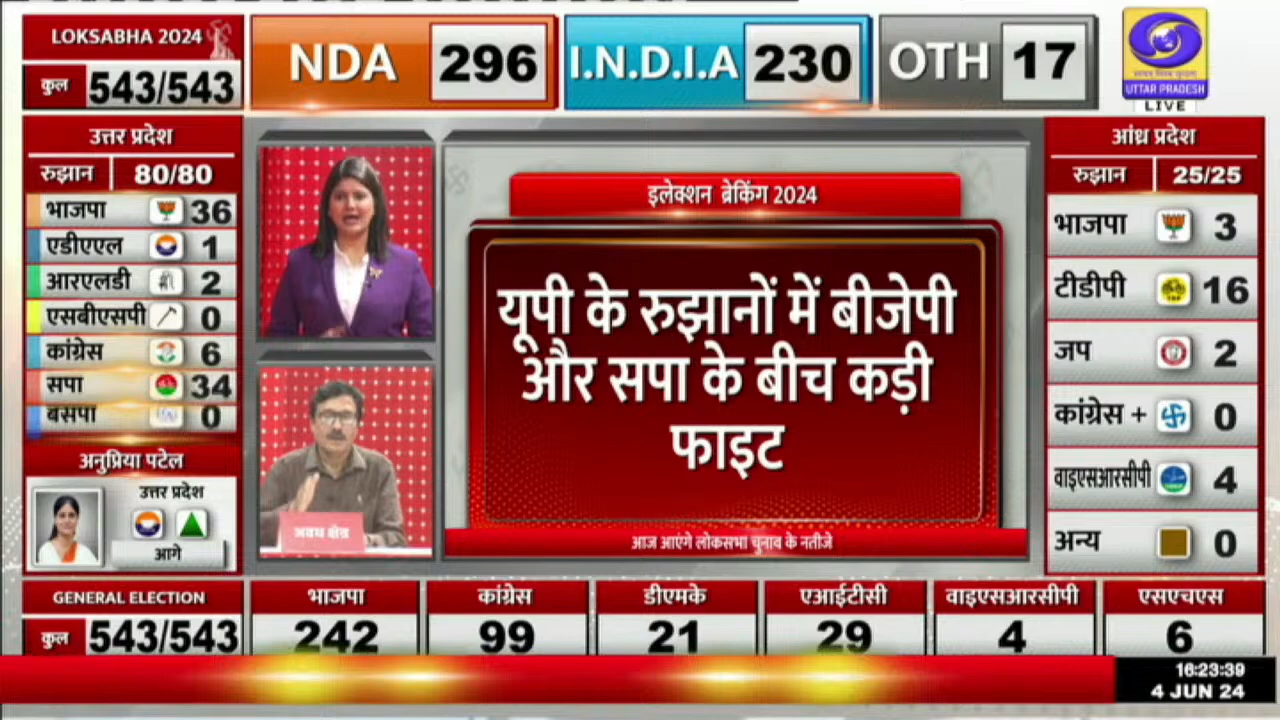 LOKSABHA 2024
कुल 543/543
NDA 296
I.N.D.I.A 230
OTH 17
UTTAR PRADESH
LIVE
उत्तर प्रदेश
रुझान 80/80
भाजपा 36
एडीएएल 1
आरएलडी 2
एसबीएसपी 0
कांग्रेस 6
सपा 34
बसपा 0
अनुप्रिया पटेल
उत्तर प्रदेश
आगे
अवध क्षेत्र
इलेक्शन ब्रेकिंग 2024
यूपी के रुझानों में बीजेपी
और सपा के बीच कड़ी
फाइट
आज आएंगे लोकसभा चुनाव के नतीजे
आंध्र प्रदेश
रुझान 25/25
भाजपा 3
टीडीपी 16
जप 2
कांग्रेस + 0
वाइएसआरसीपी 4
अन्य 0
GENERAL ELECTION
कुल 543/543
भाजपा 242
कांग्रेस 99
डीएमके 21
एआईटीसी 29
वाइएसआरसीपी 4
एसएचएस 6
16:23:39
4 JUN 24